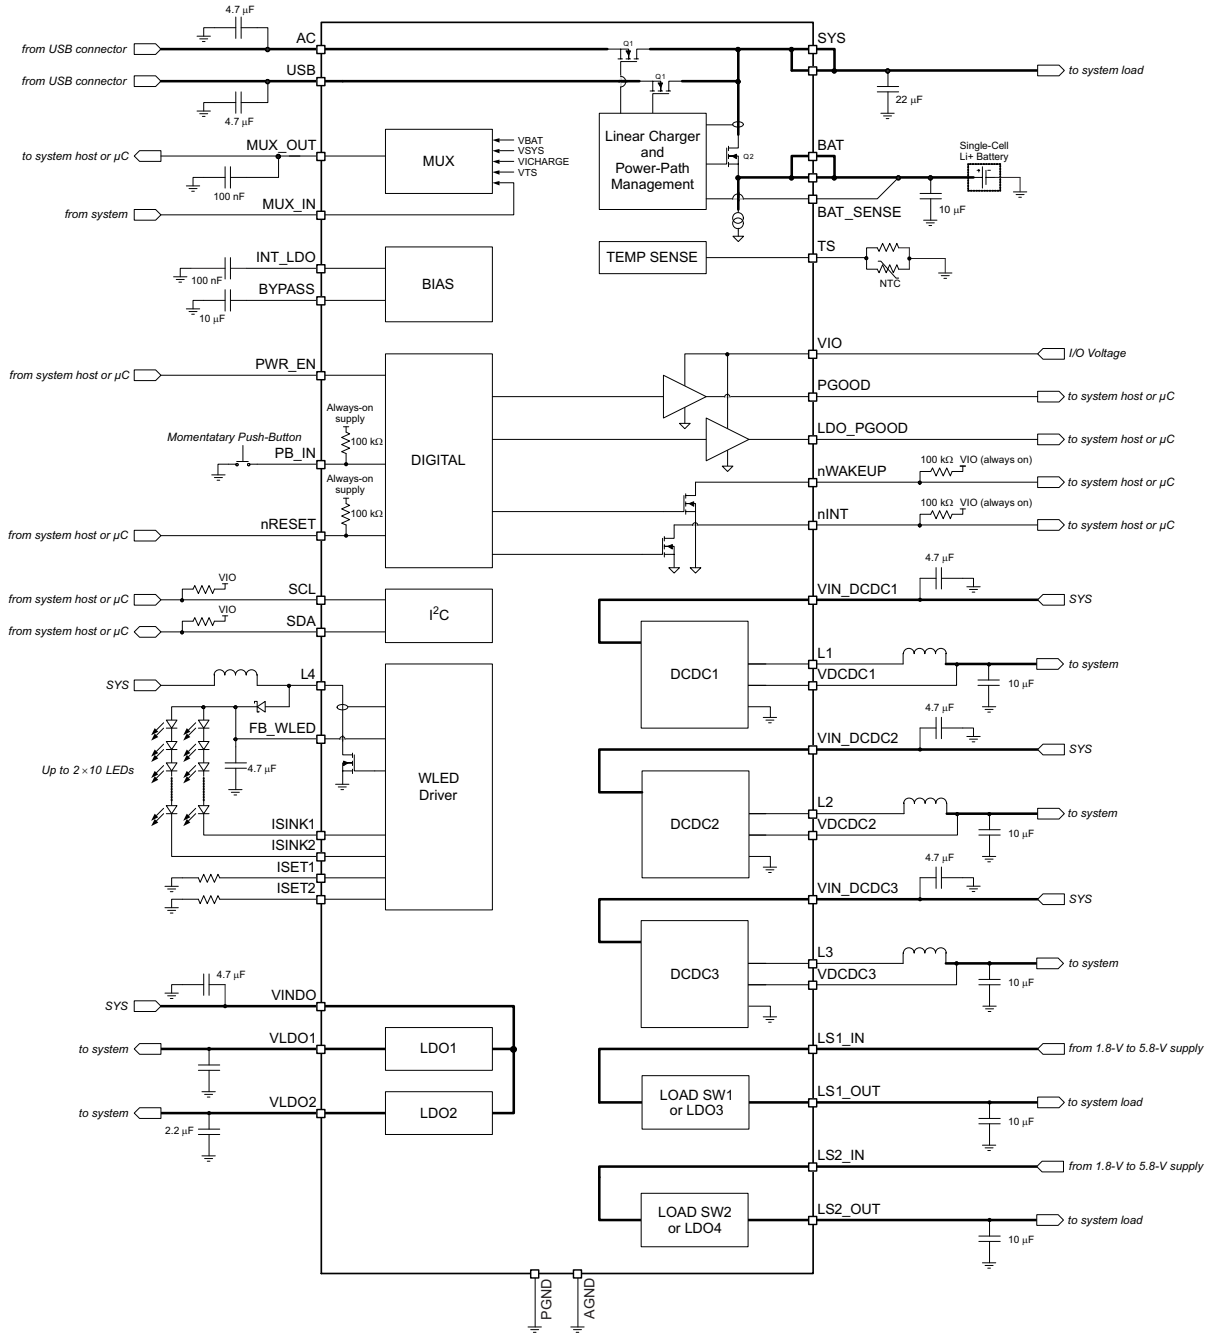 4.7 µF
AC
Q1
SYS
from USB connector
to system load
USB
from USB connector
Q1
22 µF
4.7 µF
MUX_OUT
to system host or µC
MUX
VBAT
VSYS
VICHARGE
VTS
Linear Charger
and
Power-Path
Management
Q2
BAT
Single-Cell
Li+ Battery
100 nF
from system
MUX_IN
BAT_SENSE
10 µF
INT_LDO
100 nF
BYPASS
10 µF
BIAS
TEMP SENSE
TS
NTC
VIO
I/O Voltage
PWR_EN
from system host or µC
PGOOD
to system host or µC
Always-on
supply
100 kΩ
Momentatary Push-Button
PB_IN
DIGITAL
LDO_PGOOD
to system host or µC
Always-on
supply
100 kΩ
nWAKEUP
100 kΩ VIO (always on)
to system host or µC
nRESET
from system host or µC
nINT
100 kΩ VIO (always on)
to system host or µC
VIO
SCL
from system host or µC
VIO
SDA
from system host or µC
I2C
4.7 µF
VIN_DCDC1
SYS
DCDC1
L1
to system
VDCDC1
10 µF
L4
SYS
FB_WLED
4.7 µF
Up to 2 ×10 LEDs
WLED
Driver
ISINK1
ISINK2
ISET1
ISET2
4.7 µF
VIN_DCDC2
SYS
DCDC2
L2
to system
VDCDC2
10 µF
4.7 µF
VIN_DCDC3
SYS
DCDC3
L3
to system
VDCDC3
10 µF
4.7 µF
SYS
VINDO
VLDO1
to system
LDO1
VLDO2
to system
LDO2
2.2 µF
LS1_IN
from 1.8-V to 5.8-V supply
LOAD SW1
or LDO3
LS1_OUT
to system load
10 µF
LS2_IN
from 1.8-V to 5.8-V supply
LOAD SW2
or LDO4
LS2_OUT
to system load
10 µF
PGND
AGND